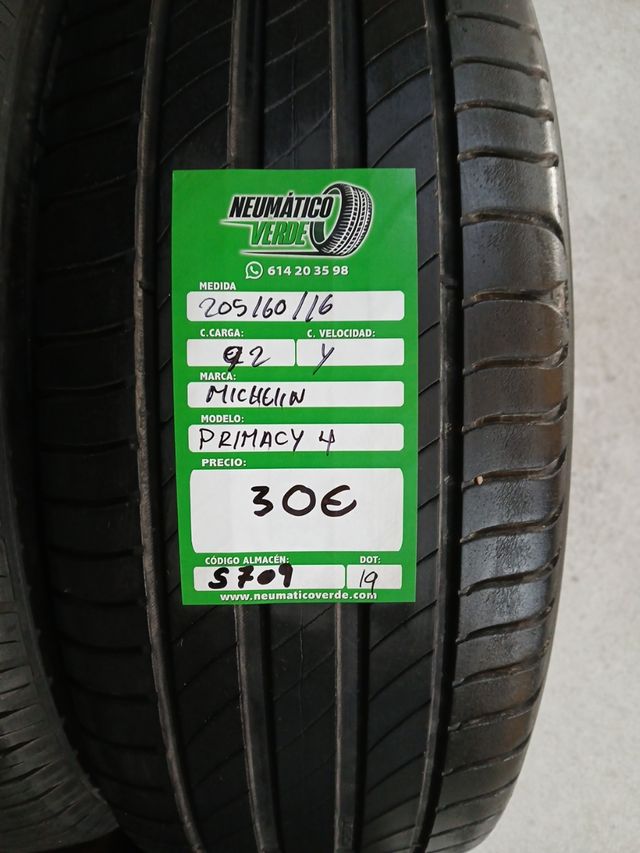 NEUMÁTICO
VERDE
614 20 35 98
MEDIDA
205/60/16
C.CARGA: C. VELOCIDAD:
92 Y
MARCA:
MICHELIN
MODELO:
PRIMACY 4
PRECIO:
30€
CÓDIGO ALMACÉN: DOT:
S709 19
www.neumaticoverde.com